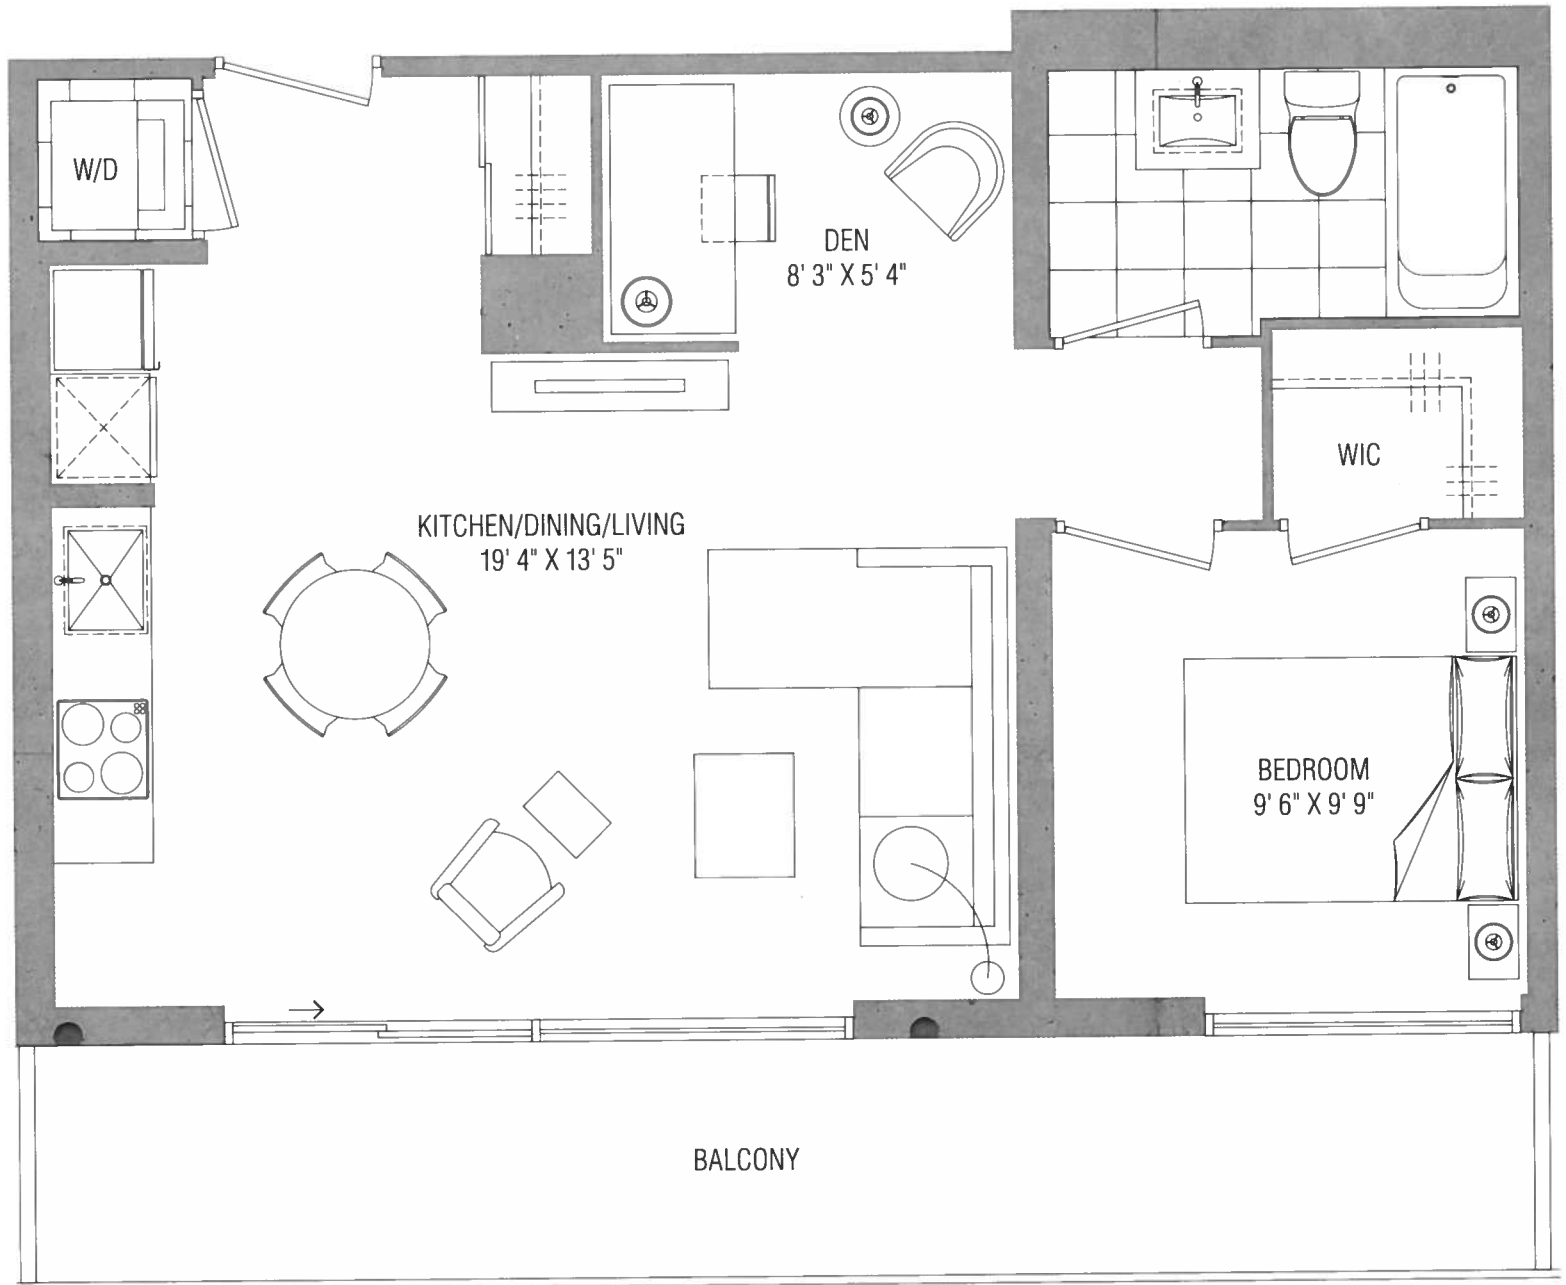 W/D
DEN
8' 3" X 5' 4"
WIC
KITCHEN/DINING/LIVING
19' 4" X 13' 5"
BEDROOM
9' 6" X 9' 9"
BALCONY